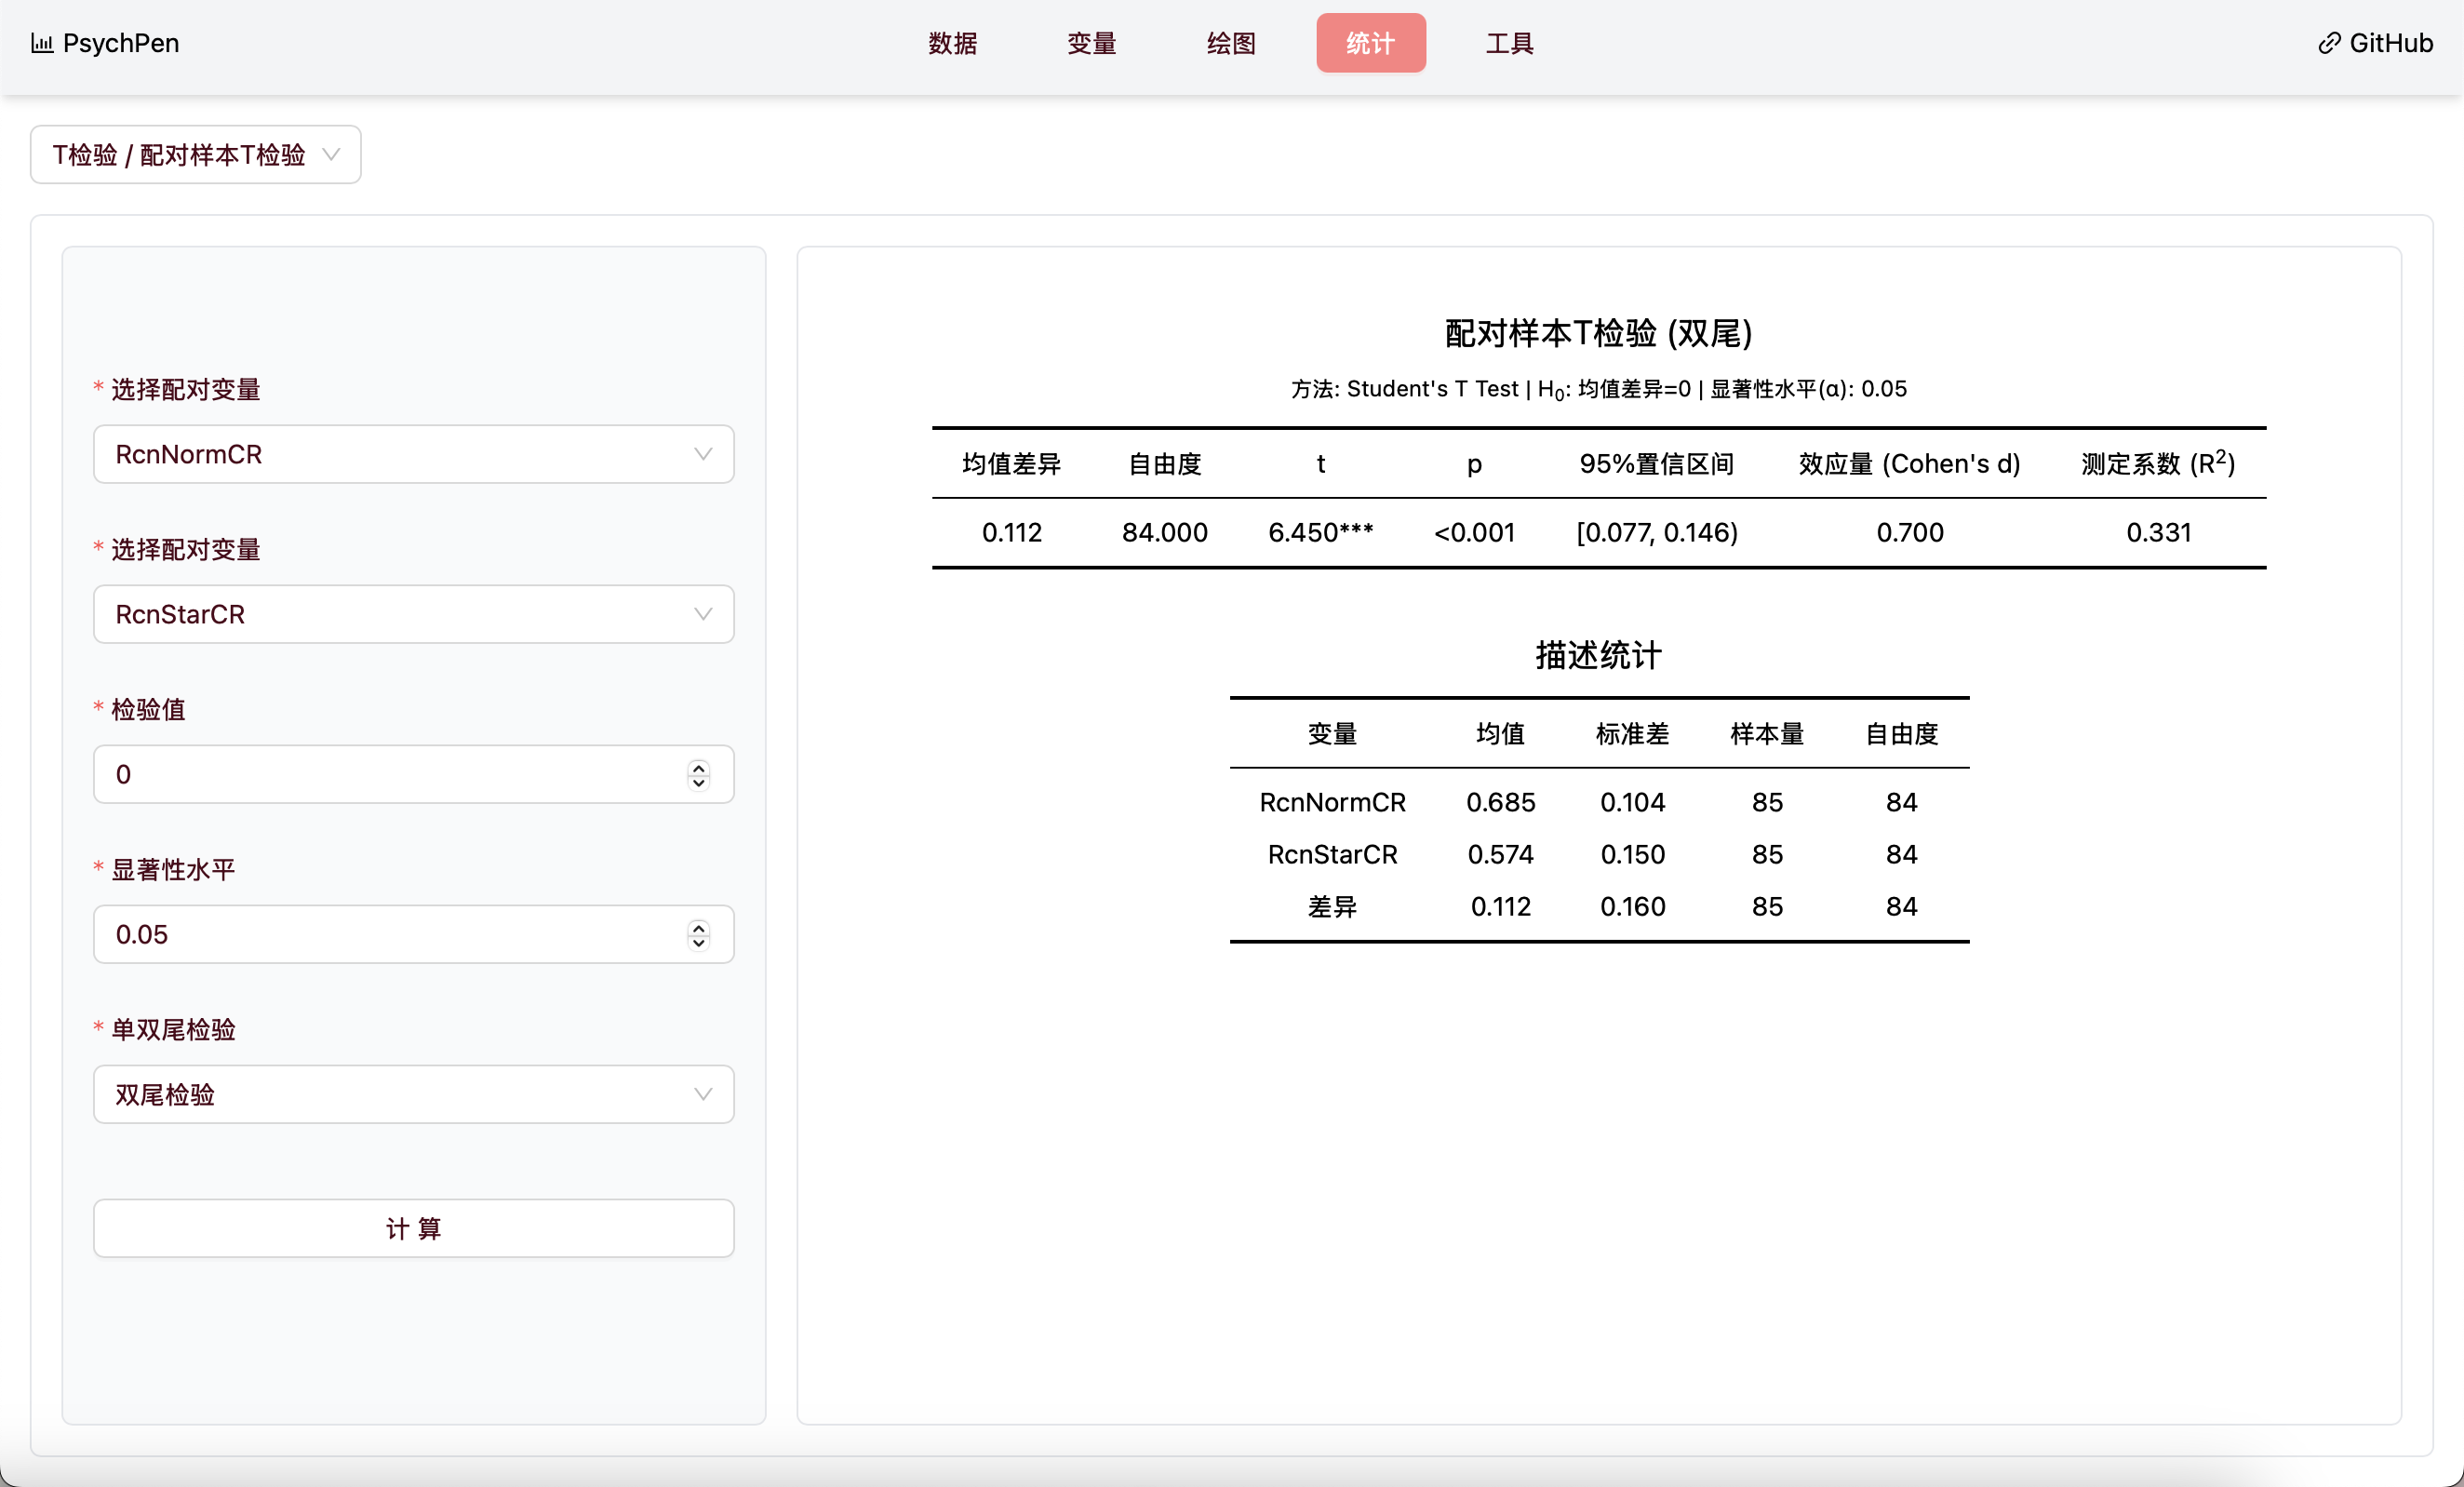 PsychPen 数据 变量 绘图 统计 工具 GitHub
T检验 / 配对样本T检验
* 选择配对变量
RcnNormCR
* 选择配对变量
RcnStarCR
* 检验值
0
* 显著性水平
0.05
* 单双尾检验
双尾检验
计 算
配对样本T检验 (双尾)
方法: Student's T Test | H₀: 均值差异=0 | 显著性水平(α): 0.05
均值差异 自由度 t p 95%置信区间 效应量 (Cohen's d) 测定系数 (R²)
0.112 84.000 6.450*** <0.001 [0.077, 0.146) 0.700 0.331
描述统计
变量 均值 标准差 样本量 自由度
RcnNormCR 0.685 0.104 85 84
RcnStarCR 0.574 0.150 85 84
差异 0.112 0.160 85 84